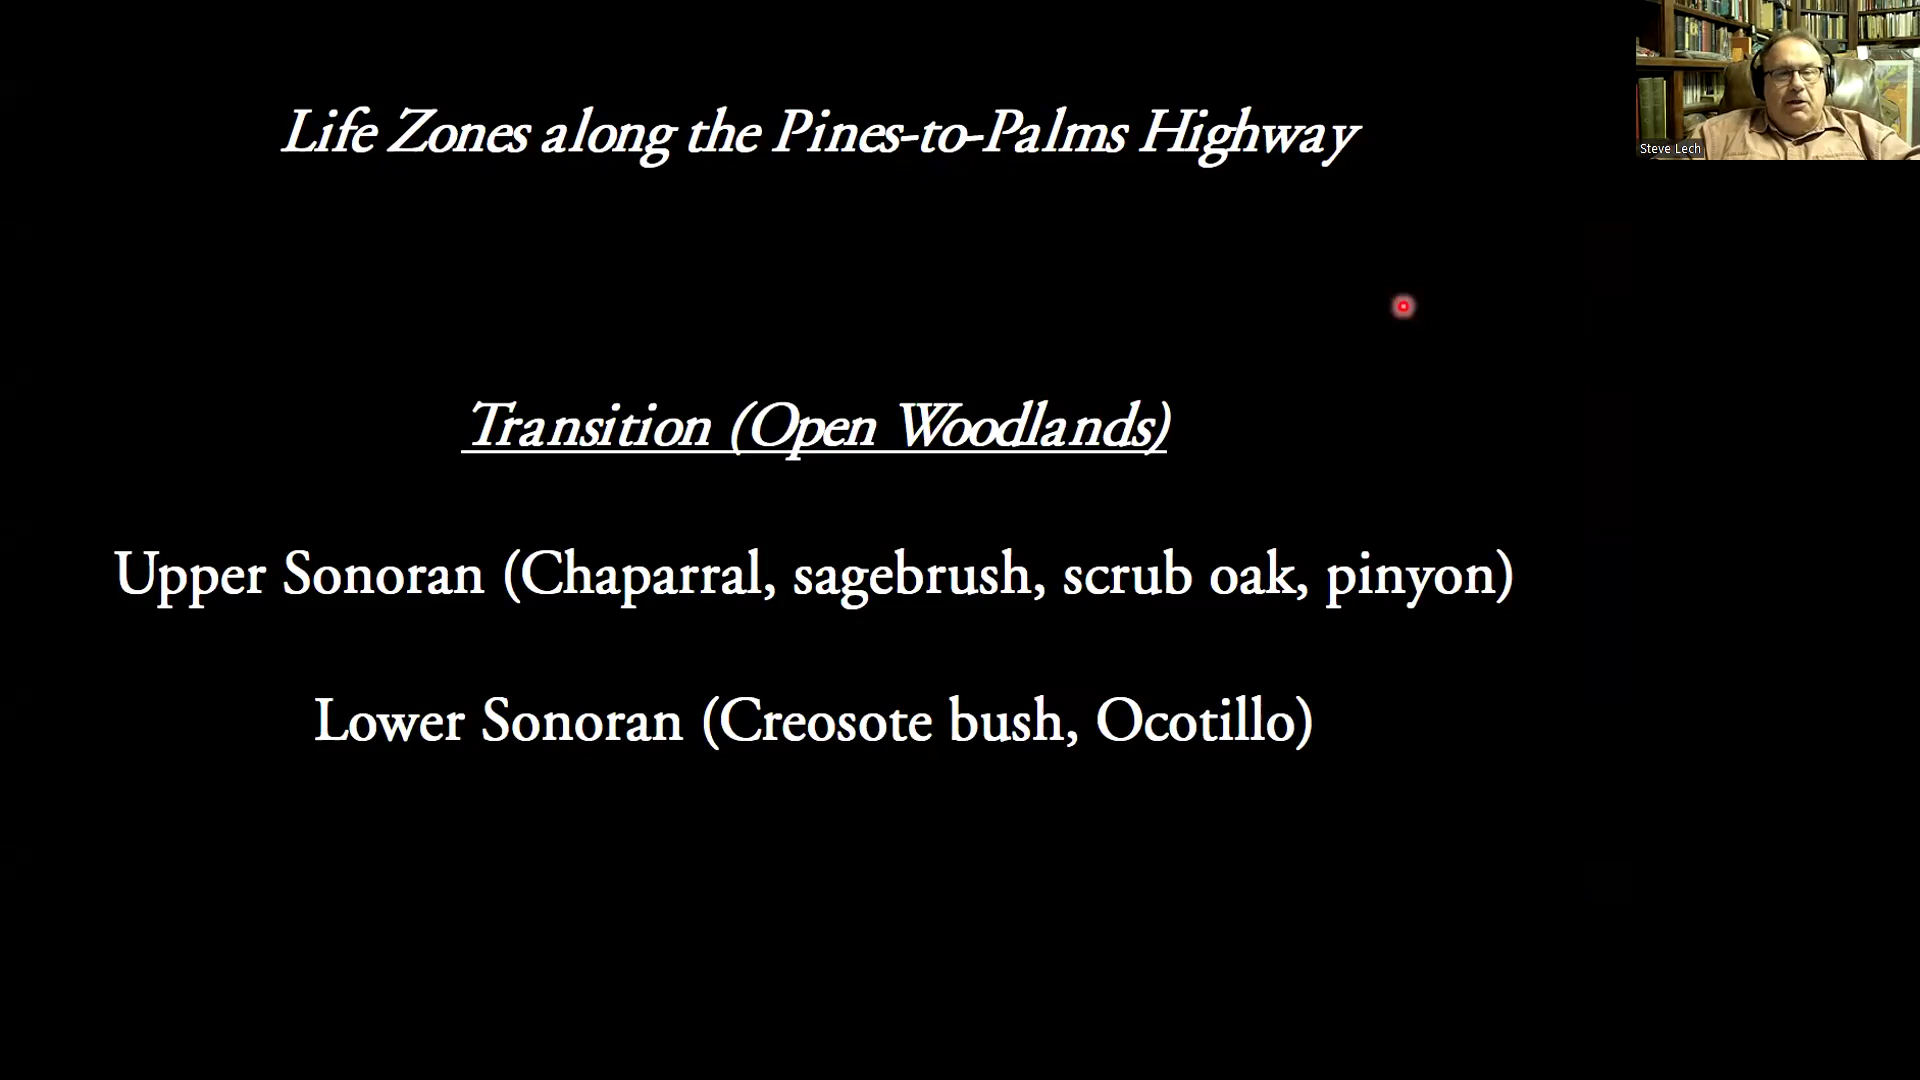 Life Zones along the Pines-to-Palms Highway
Steve Lech
Transition (Open Woodlands)
Upper Sonoran (Chaparral, sagebrush, scrub oak, pinyon)
Lower Sonoran (Creosote bush, Ocotillo)